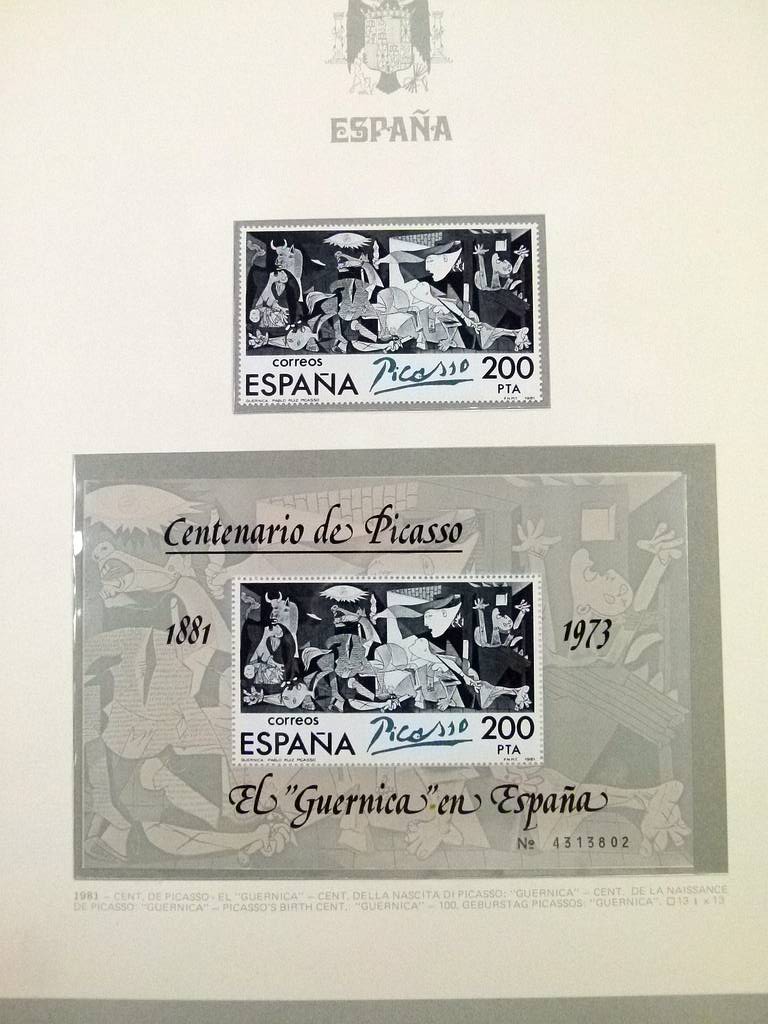 ESPAÑA
correos
ESPAÑA
Picasso
200
PTA
GUERNICA PABLO RUIZ PICASSO
F.N.M.T. 1981
Centenario de Picasso
1881
1973
correos
ESPAÑA
Picasso
200
PTA
GUERNICA PABLO RUIZ PICASSO
F.N.M.T. 1981
El "Guernica" en España
Nº 4313802
1981 – CENT. DE PICASSO - EL "GUERNICA" – CENT. DELLA NASCITA DI PICASSO: "GUERNICA" – CENT. DE LA NAISSANCE
DE PICASSO: "GUERNICA" – PICASSO'S BIRTH CENT.: "GUERNICA" – 100. GEBURSTAG PICASSOS: "GUERNICA".